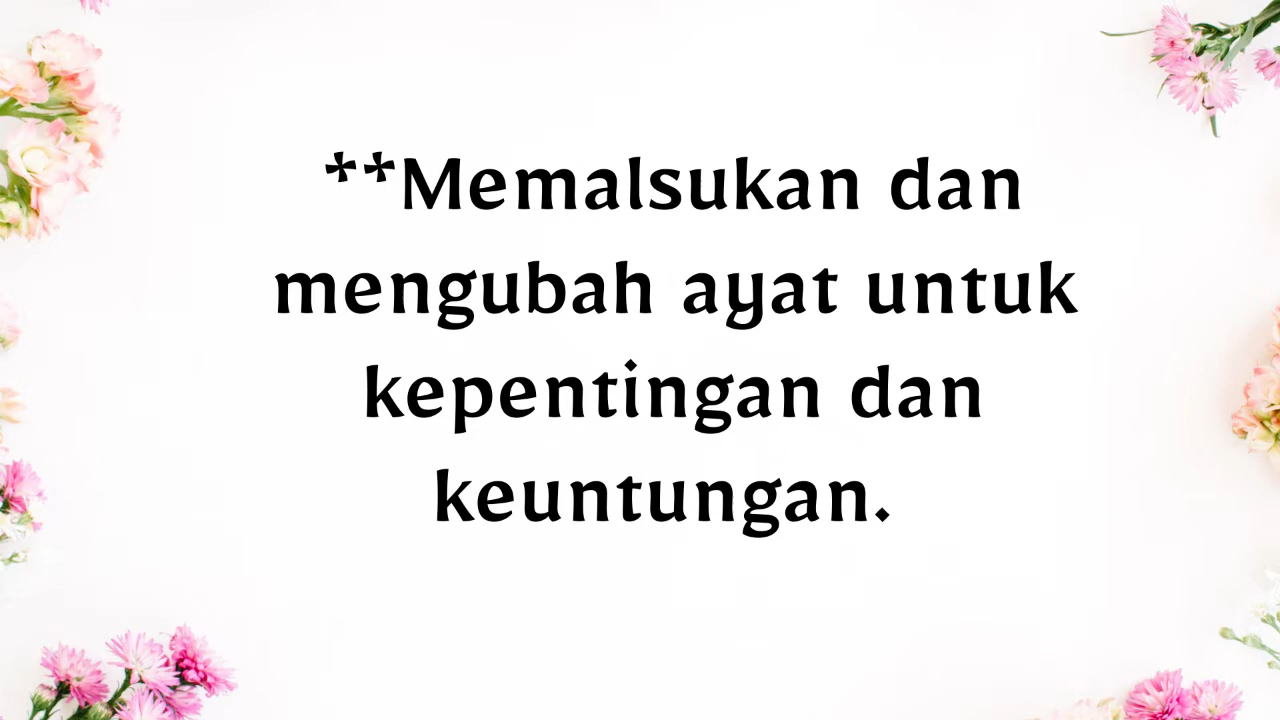 **Memalsukan dan
mengubah ayat untuk
kepentingan dan
keuntungan.